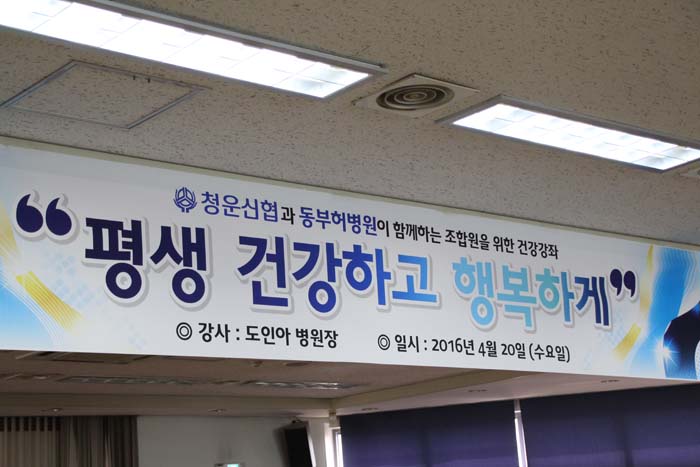 청운신협과 동부허병원이 함께하는 조합원을 위한 건강강좌
“평생 건강하고 행복하게”
◎ 강사 : 도인아 병원장 ◎ 일시 : 2016년 4월 20일 (수요일)